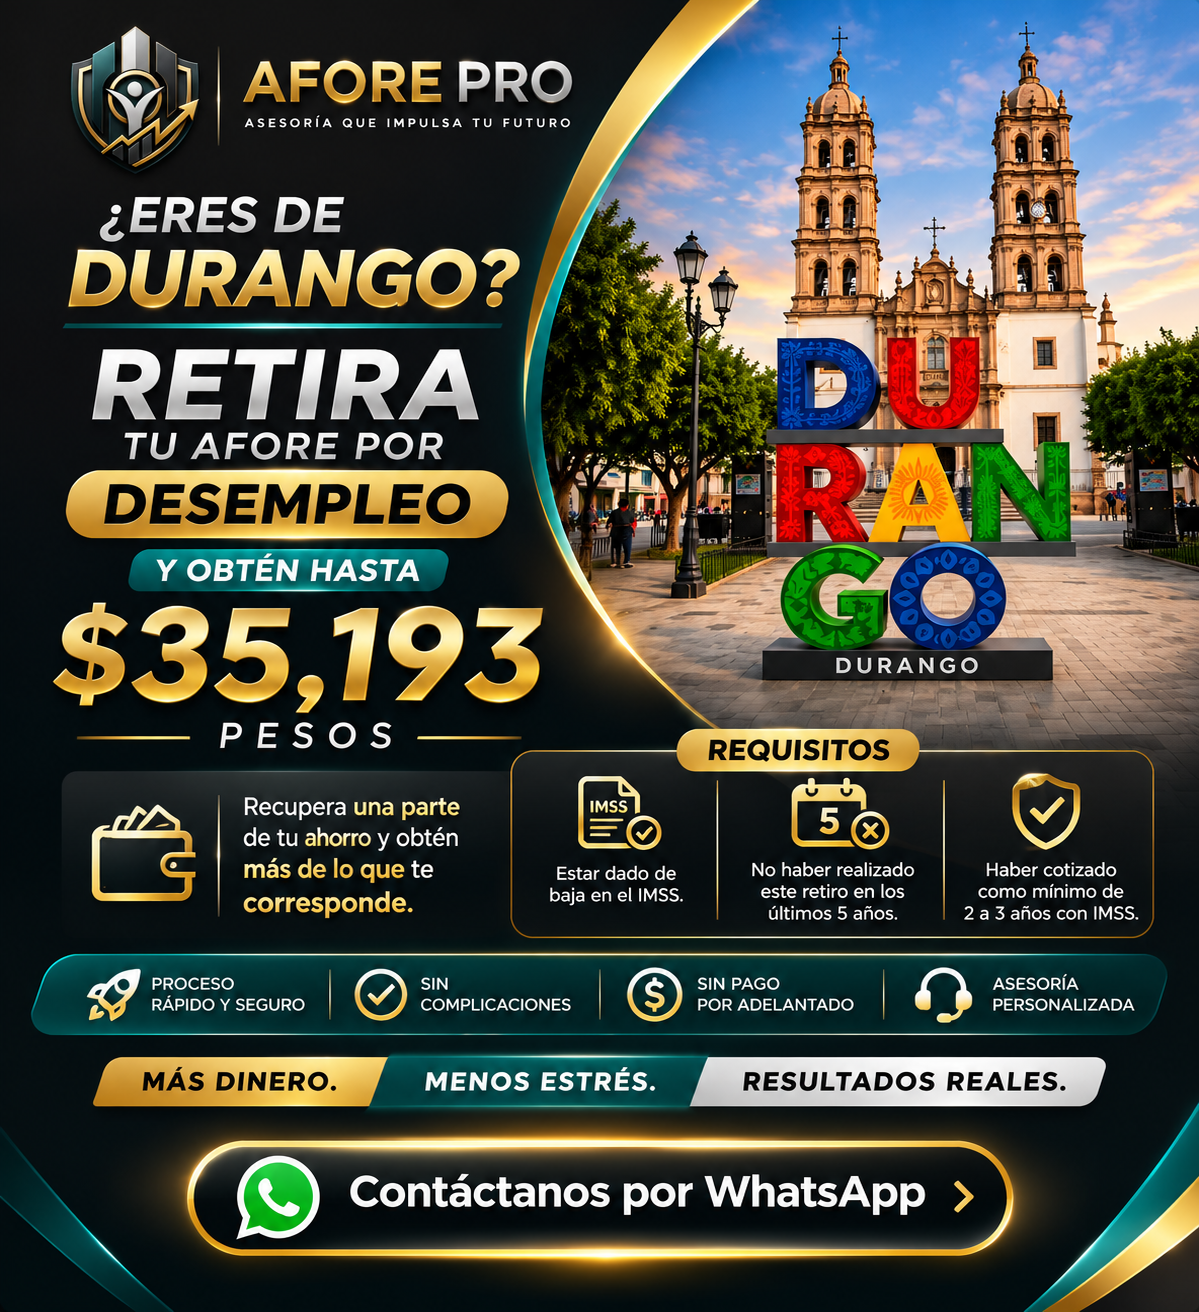 AFORE PRO
ASESORÍA QUE IMPULSA TU FUTURO
¿ERES DE
DURANGO?
RETIRA
TU AFORE POR
DESEMPLEO
Y OBTÉN HASTA
$35,193
PESOS
DU
RAN
GO
DURANGO
Recupera una parte
de tu ahorro y obtén
más de lo que te
corresponde.
REQUISITOS
IMSS
Estar dado de
baja en el IMSS.
5
No haber realizado
este retiro en los
últimos 5 años.
Haber cotizado
como mínimo de
2 a 3 años con IMSS.
PROCESO
RÁPIDO Y SEGURO
SIN
COMPLICACIONES
$
SIN PAGO
POR ADELANTADO
ASESORÍA
PERSONALIZADA
MÁS DINERO.
MENOS ESTRÉS.
RESULTADOS REALES.
Contáctanos por WhatsApp